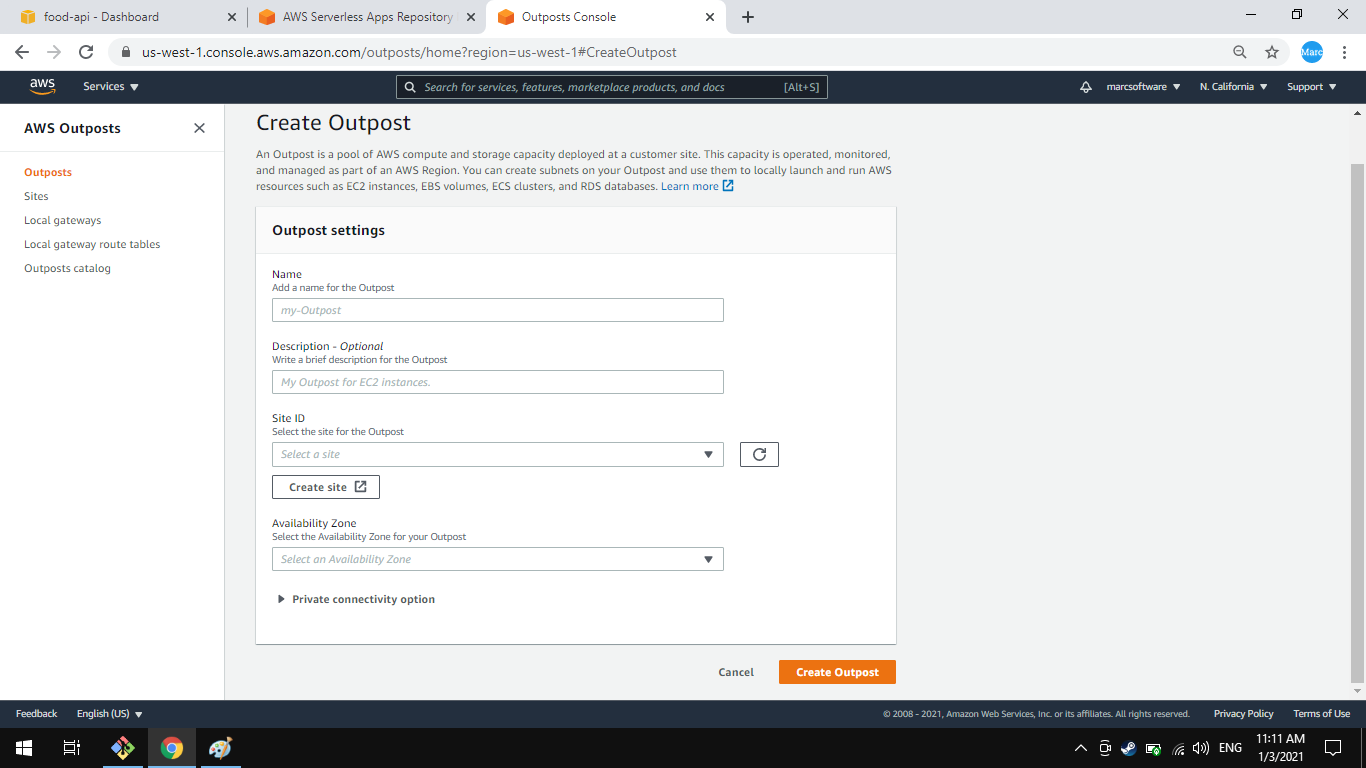 food-api - Dashboard
AWS Serverless Apps Repository
Outposts Console
us-west-1.console.aws.amazon.com/outposts/home?region=us-west-1#CreateOutpost
Marc
aws
Services
Search for services, features, marketplace products, and docs
[Alt+S]
marcsoftware
N. California
Support
AWS Outposts
Outposts
Sites
Local gateways
Local gateway route tables
Outposts catalog
Create Outpost
An Outpost is a pool of AWS compute and storage capacity deployed at a customer site. This capacity is operated, monitored,
and managed as part of an AWS Region. You can create subnets on your Outpost and use them to locally launch and run AWS
resources such as EC2 instances, EBS volumes, ECS clusters, and RDS databases. Learn more
Outpost settings
Name
Add a name for the Outpost
my-Outpost
Description - Optional
Write a brief description for the Outpost
My Outpost for EC2 instances.
Site ID
Select the site for the Outpost
Select a site
Create site
Availability Zone
Select the Availability Zone for your Outpost
Select an Availability Zone
Private connectivity option
Cancel
Create Outpost
Feedback
English (US)
© 2008 - 2021, Amazon Web Services, Inc. or its affiliates. All rights reserved.
Privacy Policy
Terms of Use
ENG
11:11 AM
1/3/2021